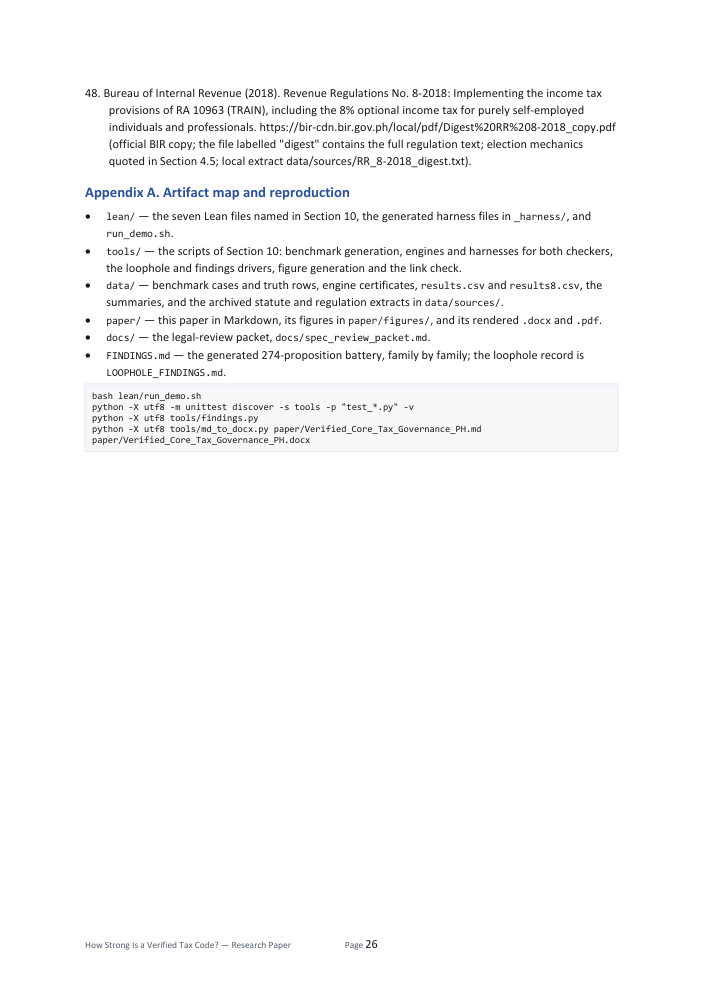 48. Bureau of Internal Revenue (2018). Revenue Regulations No. 8-2018: Implementing the income tax
provisions of RA 10963 (TRAIN), including the 8% optional income tax for purely self-employed
individuals and professionals. https://bir-cdn.bir.gov.ph/local/pdf/Digest%20RR%208-2018_copy.pdf
(official BIR copy; the file labelled "digest" contains the full regulation text; election mechanics
quoted in Section 4.5; local extract data/sources/RR_8-2018_digest.txt).
Appendix A. Artifact map and reproduction
• lean/ — the seven Lean files named in Section 10, the generated harness files in _harness/, and
run_demo.sh.
• tools/ — the scripts of Section 10: benchmark generation, engines and harnesses for both checkers,
the loophole and findings drivers, figure generation and the link check.
• data/ — benchmark cases and truth rows, engine certificates, results.csv and results8.csv, the
summaries, and the archived statute and regulation extracts in data/sources/.
• paper/ — this paper in Markdown, its figures in paper/figures/, and its rendered .docx and .pdf.
• docs/ — the legal-review packet, docs/spec_review_packet.md.
• FINDINGS.md — the generated 274-proposition battery, family by family; the loophole record is
LOOPHOLE_FINDINGS.md.
bash lean/run_demo.sh
python -X utf8 -m unittest discover -s tools -p "test_*.py" -v
python -X utf8 tools/findings.py
python -X utf8 tools/md_to_docx.py paper/Verified_Core_Tax_Governance_PH.md
paper/Verified_Core_Tax_Governance_PH.docx
How Strong Is a Verified Tax Code? — Research Paper Page 26